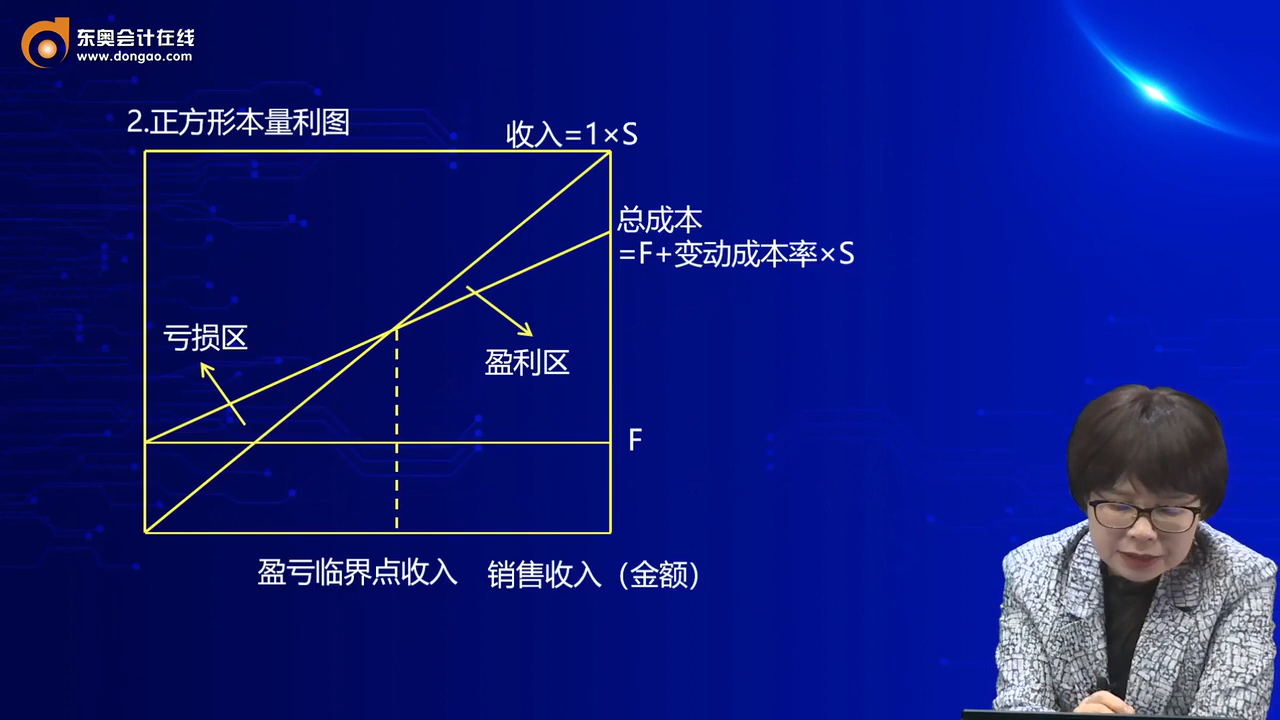 东奥会计在线
www.dongao.com
2.正方形本量利图
收入=1×S
总成本
=F+变动成本率×S
亏损区
盈利区
F
盈亏临界点收入
销售收入（金额）